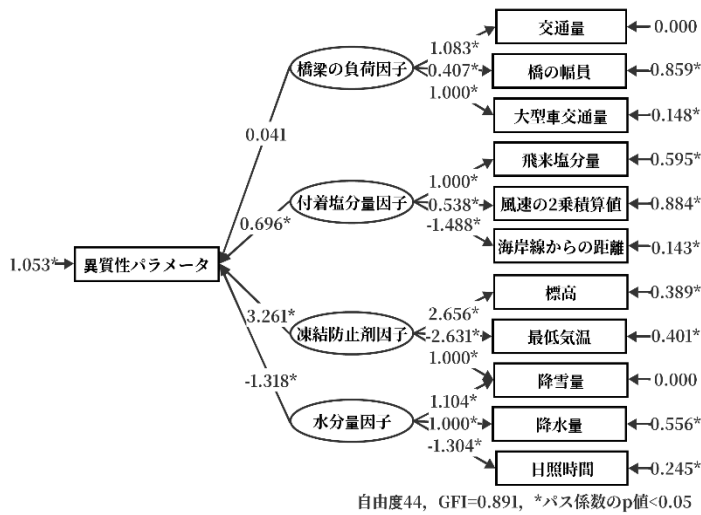 交通量
0.000
1.083*
橋梁の負荷因子
0.407*
橋の幅員
0.859*
1.000*
大型車交通量
0.148*
0.041
飛来塩分量
0.595*
1.000*
付着塩分量因子
0.538*
風速の2乗積算値
0.884*
0.696*
-1.488*
海岸線からの距離
0.143*
1.053*
異質性パラメータ
標高
0.389*
2.656*
3.261*
凍結防止剤因子
-2.631*
最低気温
0.401*
1.000*
降雪量
0.000
-1.318*
1.104*
水分量因子
1.000*
降水量
0.556*
-1.304*
日照時間
0.245*
自由度44，GFI=0.891，*パス係数のp値<0.05